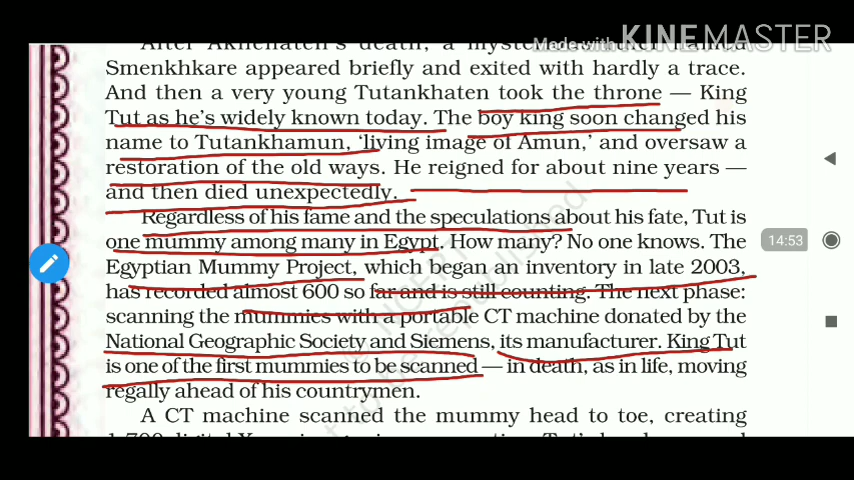 After Akhenaten's death, a
Made with KINEMASTER
Smenkhkare appeared briefly and exited with hardly a trace.
And then a very young Tutankhaten took the throne — King
Tut as he's widely known today. The boy king soon changed his
name to Tutankhamun, 'living image of Amun,' and oversaw a
restoration of the old ways. He reigned for about nine years —
and then died unexpectedly.
Regardless of his fame and the speculations about his fate, Tut is
one mummy among many in Egypt. How many? No one knows. The
14:53
Egyptian Mummy Project, which began an inventory in late 2003,
has recorded almost 600 so far and is still counting. The next phase:
scanning the mummies with a portable CT machine donated by the
National Geographic Society and Siemens, its manufacturer. King Tut
is one of the first mummies to be scanned — in death, as in life, moving
regally ahead of his countrymen.
A CT machine scanned the mummy head to toe, creating